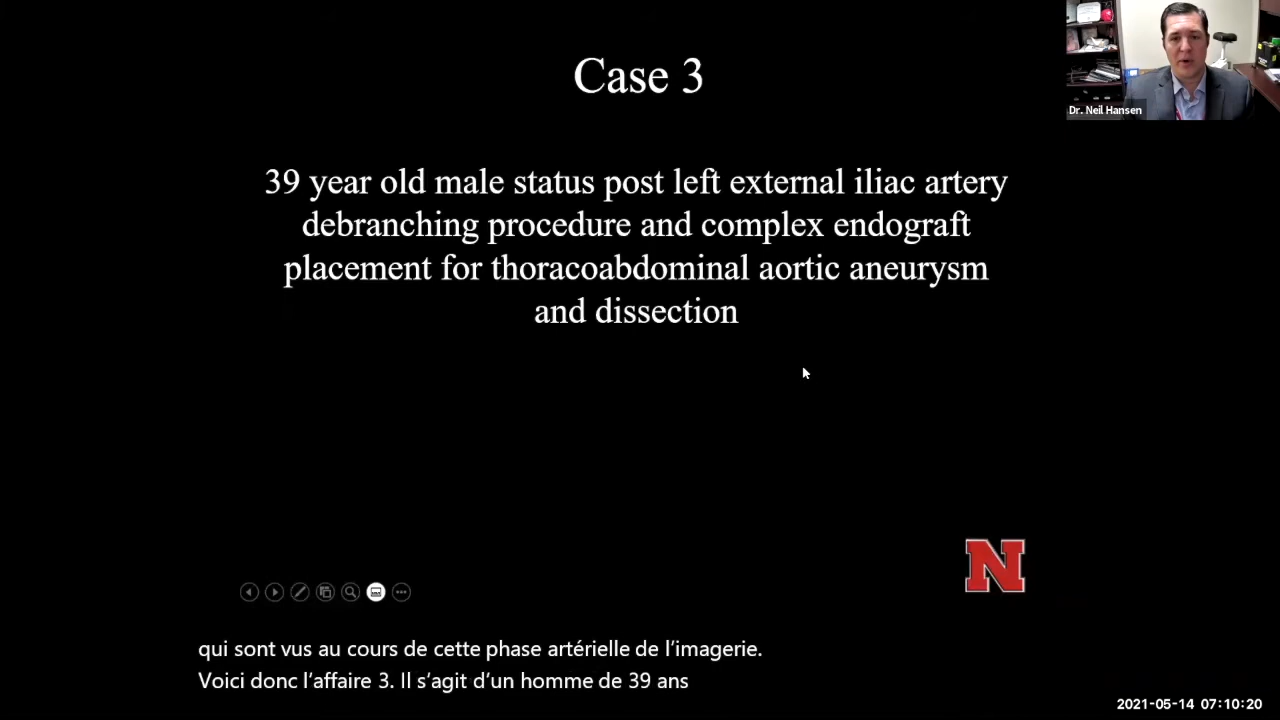 Case 3
Dr. Neil Hansen
39 year old male status post left external iliac artery
debranching procedure and complex endograft
placement for thoracoabdominal aortic aneurysm
and dissection
N
qui sont vus au cours de cette phase artérielle de l'imagerie.
Voici donc l'affaire 3. Il s'agit d'un homme de 39 ans
2021-05-14 07:10:20